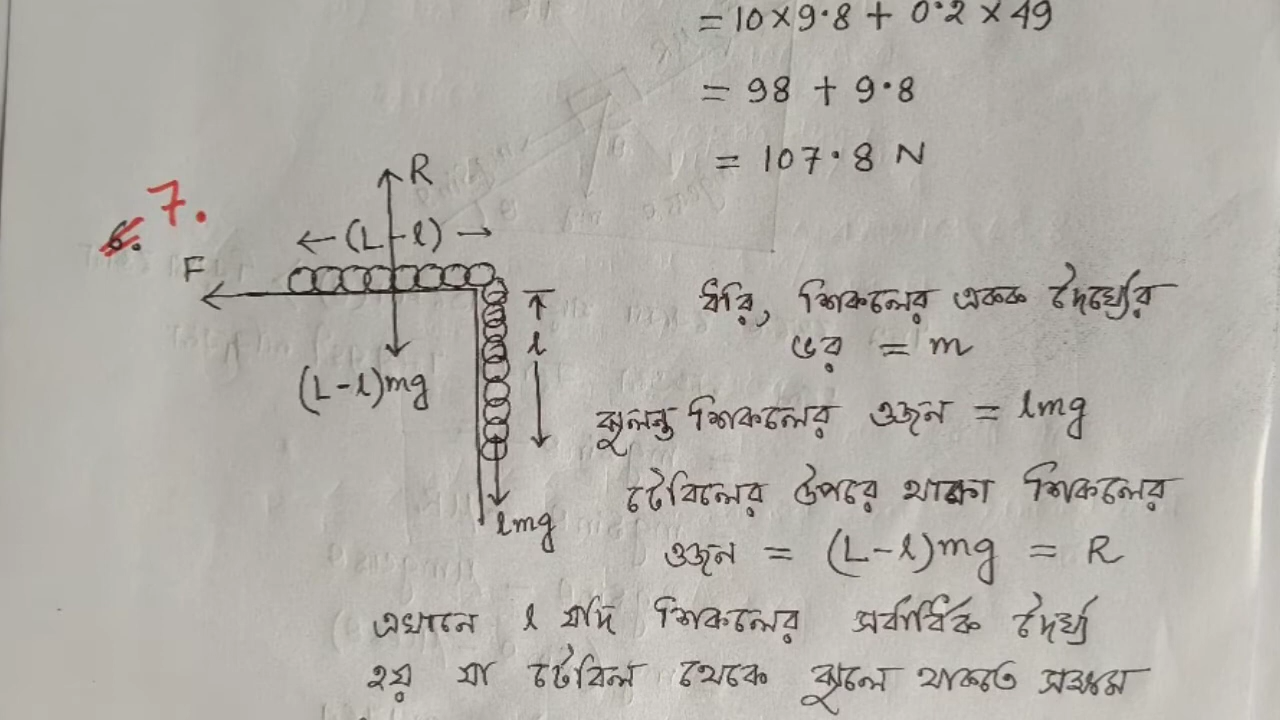 = 10×9·8 + 0·2 × 49
= 98 + 9·8
= 107·8 N
7.
R
← (L-l) →
F
l
(L-l)mg
lmg
ধরি, শিকলের একক দৈর্ঘ্যের
ভর = m
ঝুলন্ত শিকলের ওজন = lmg
টেবিলের উপরে থাকা শিকলের
ওজন = (L-l)mg = R
এখানে l যদি শিকলের সর্বাধিক দৈর্ঘ্য
হয় যা টেবিল থেকে ঝুলে থাকতে সক্ষম